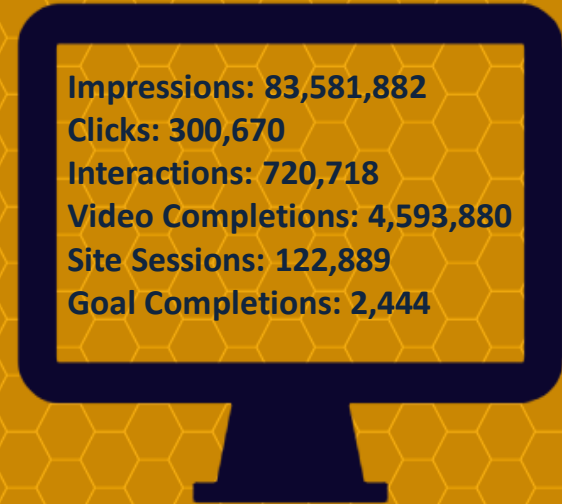 Impressions: 83,581,882
Clicks: 300,670
Interactions: 720,718
Video Completions: 4,593,880
Site Sessions: 122,889
Goal Completions: 2,444